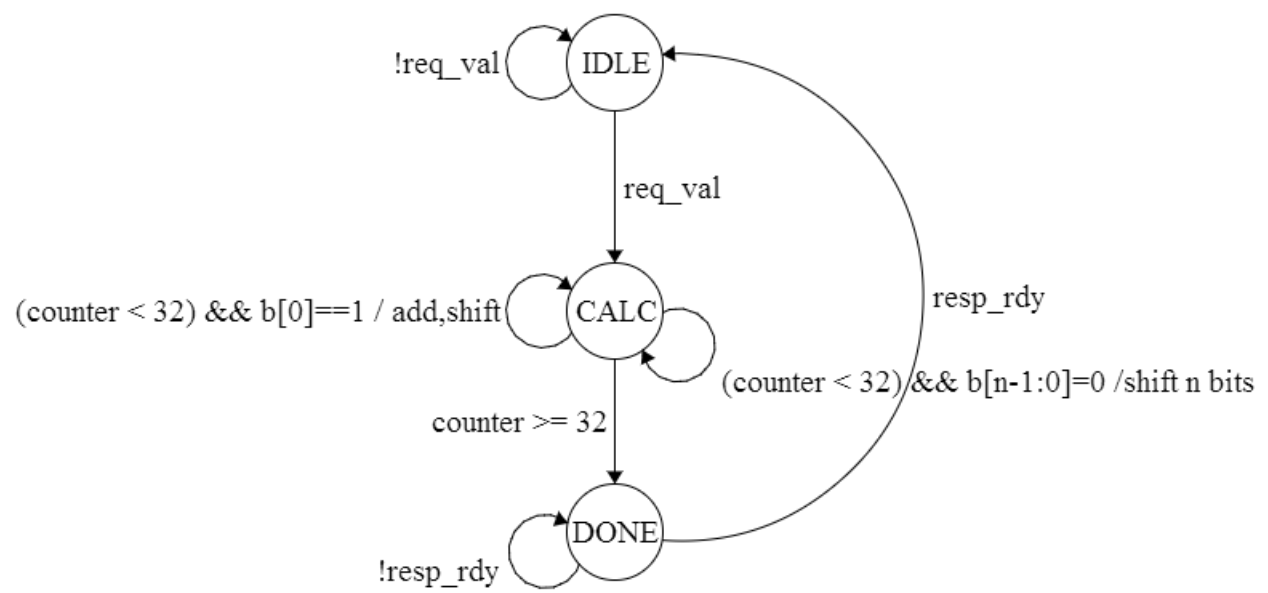 IDLE
!req_val
req_val
resp_rdy
(counter < 32) && b[0]==1 / add,shift
CALC
(counter < 32) && b[n-1:0]=0 /shift n bits
counter >= 32
DONE
!resp_rdy